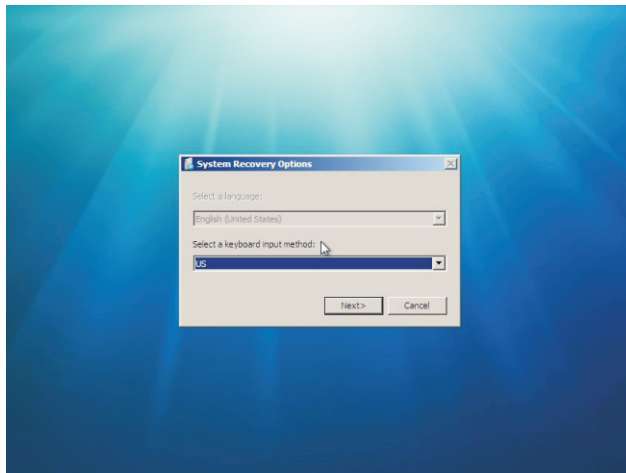 System Recovery Options
Select a language:
English (United States)
Select a keyboard input method:
US
Next> Cancel